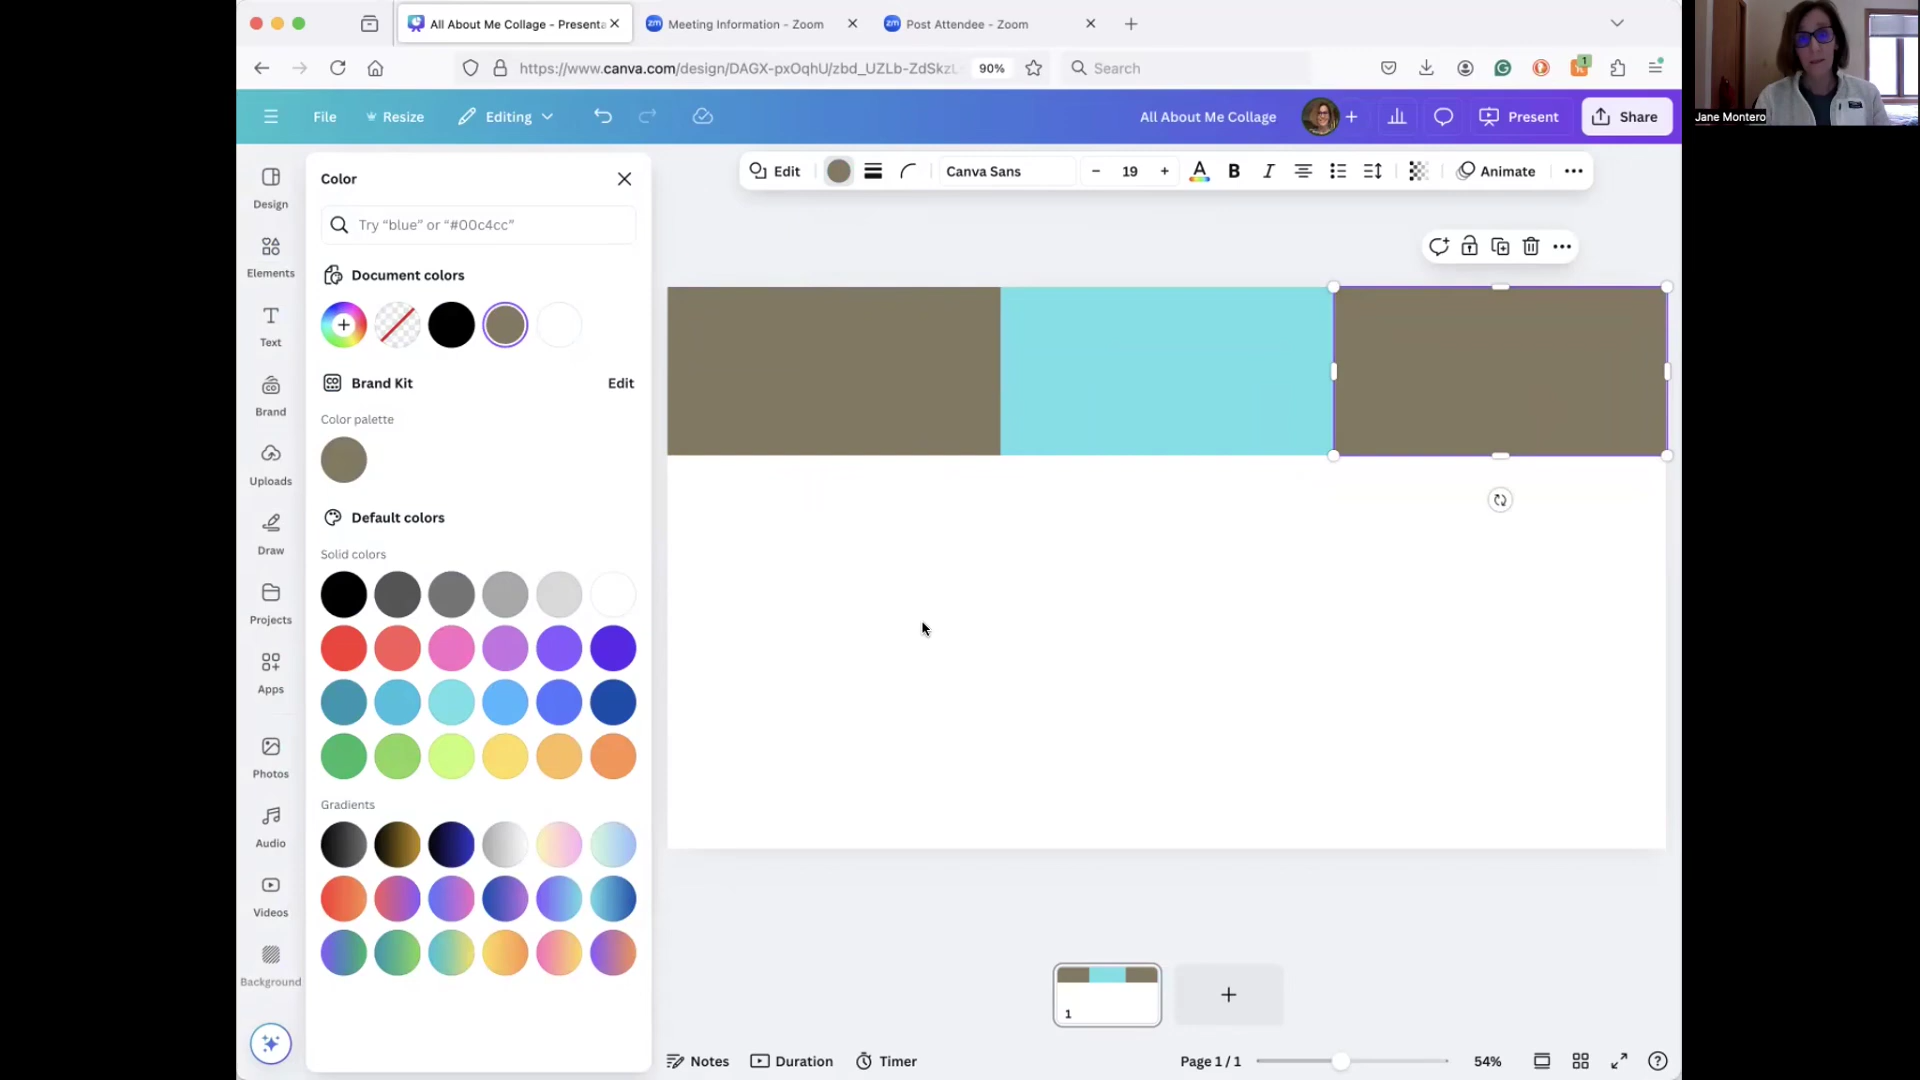 All About Me Collage - Presenta
Meeting Information - Zoom
Post Attendee - Zoom
https://www.canva.com/design/DAGX-pxOqhU/zbd_UZLb-ZdSkzL
90%
Search
1
Jane Montero
File
Resize
Editing
All About Me Collage
Present
Share
Design
Elements
Text
Brand
Uploads
Draw
Projects
Apps
Photos
Audio
Videos
Background
Color
Try “blue” or “#00c4cc”
Document colors
Brand Kit
Edit
Color palette
Default colors
Solid colors
Gradients
Edit
Canva Sans
– 19 +
A
B
I
Animate
1
Notes
Duration
Timer
Page 1 / 1
54%